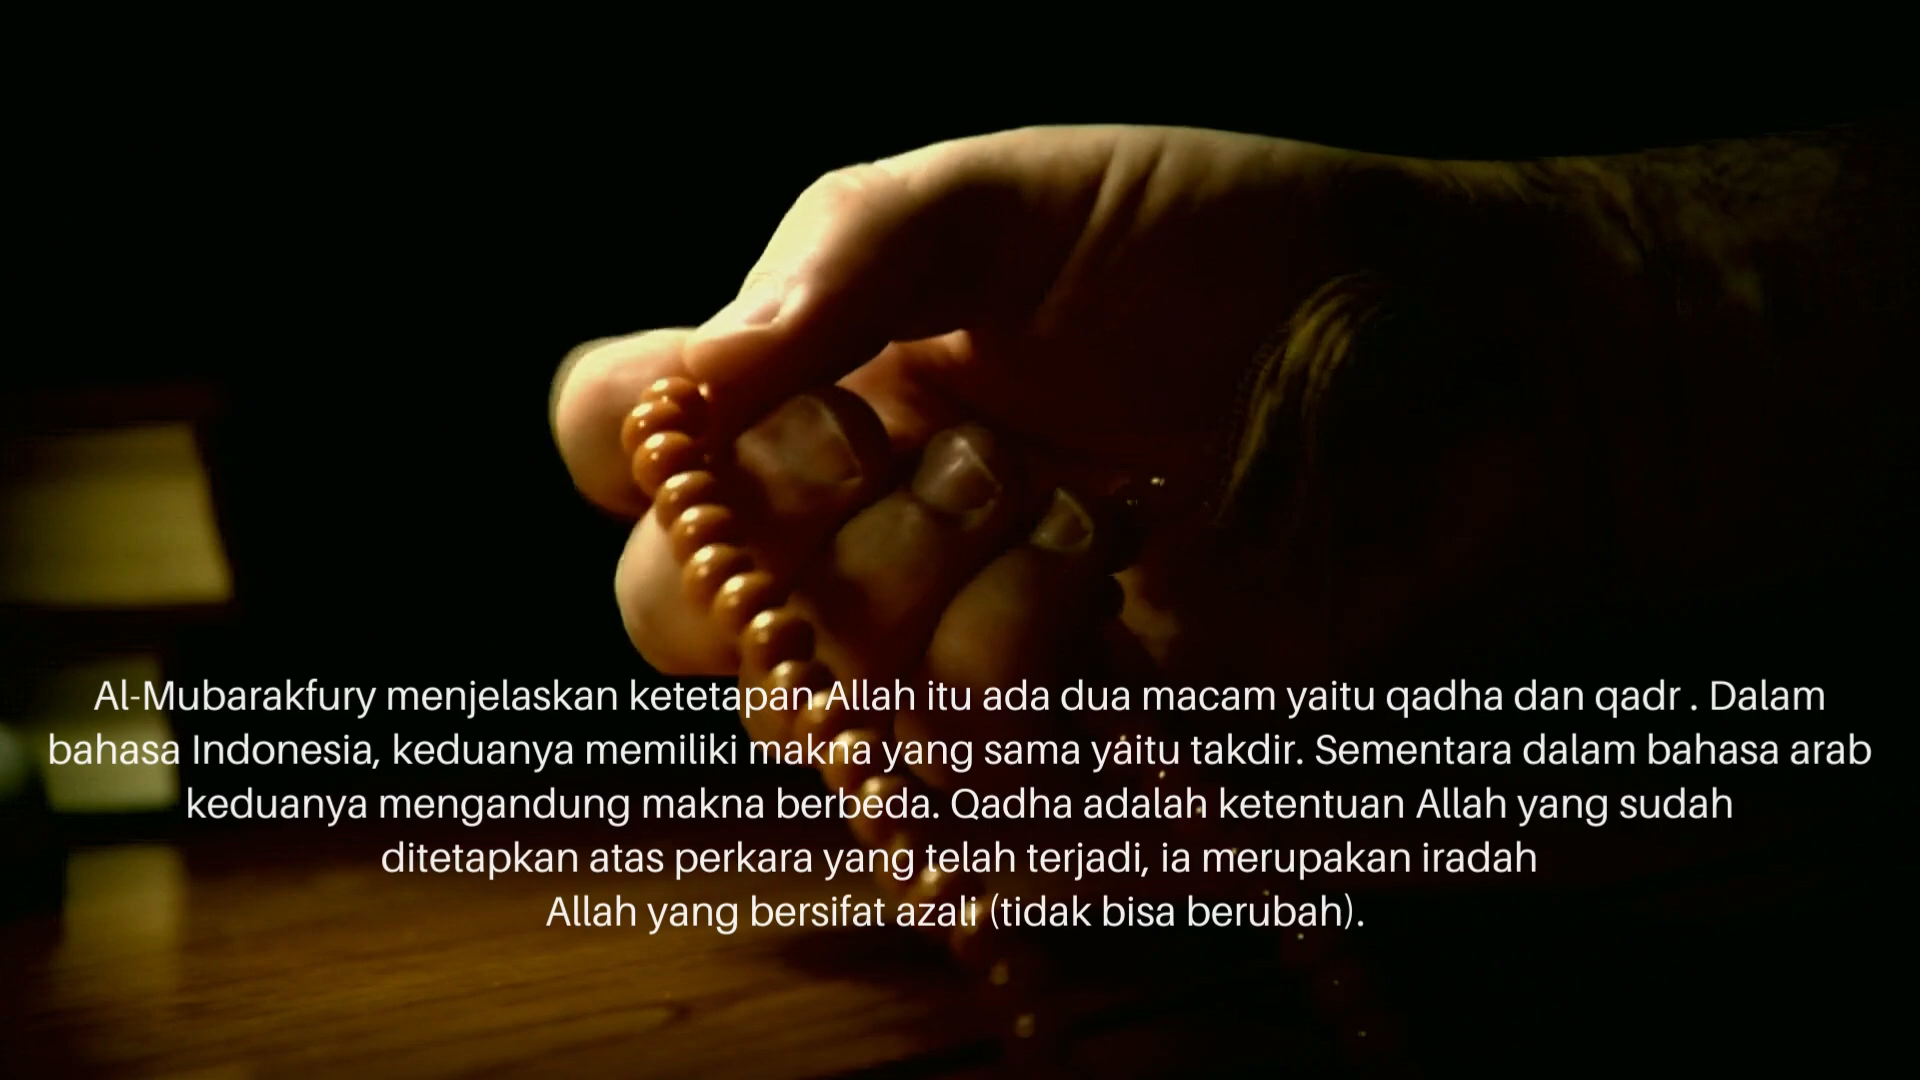 Al-Mubarakfury menjelaskan ketetapan Allah itu ada dua macam yaitu qadha dan qadr . Dalam
bahasa Indonesia, keduanya memiliki makna yang sama yaitu takdir. Sementara dalam bahasa arab
keduanya mengandung makna berbeda. Qadha adalah ketentuan Allah yang sudah
ditetapkan atas perkara yang telah terjadi, ia merupakan iradah
Allah yang bersifat azali (tidak bisa berubah).